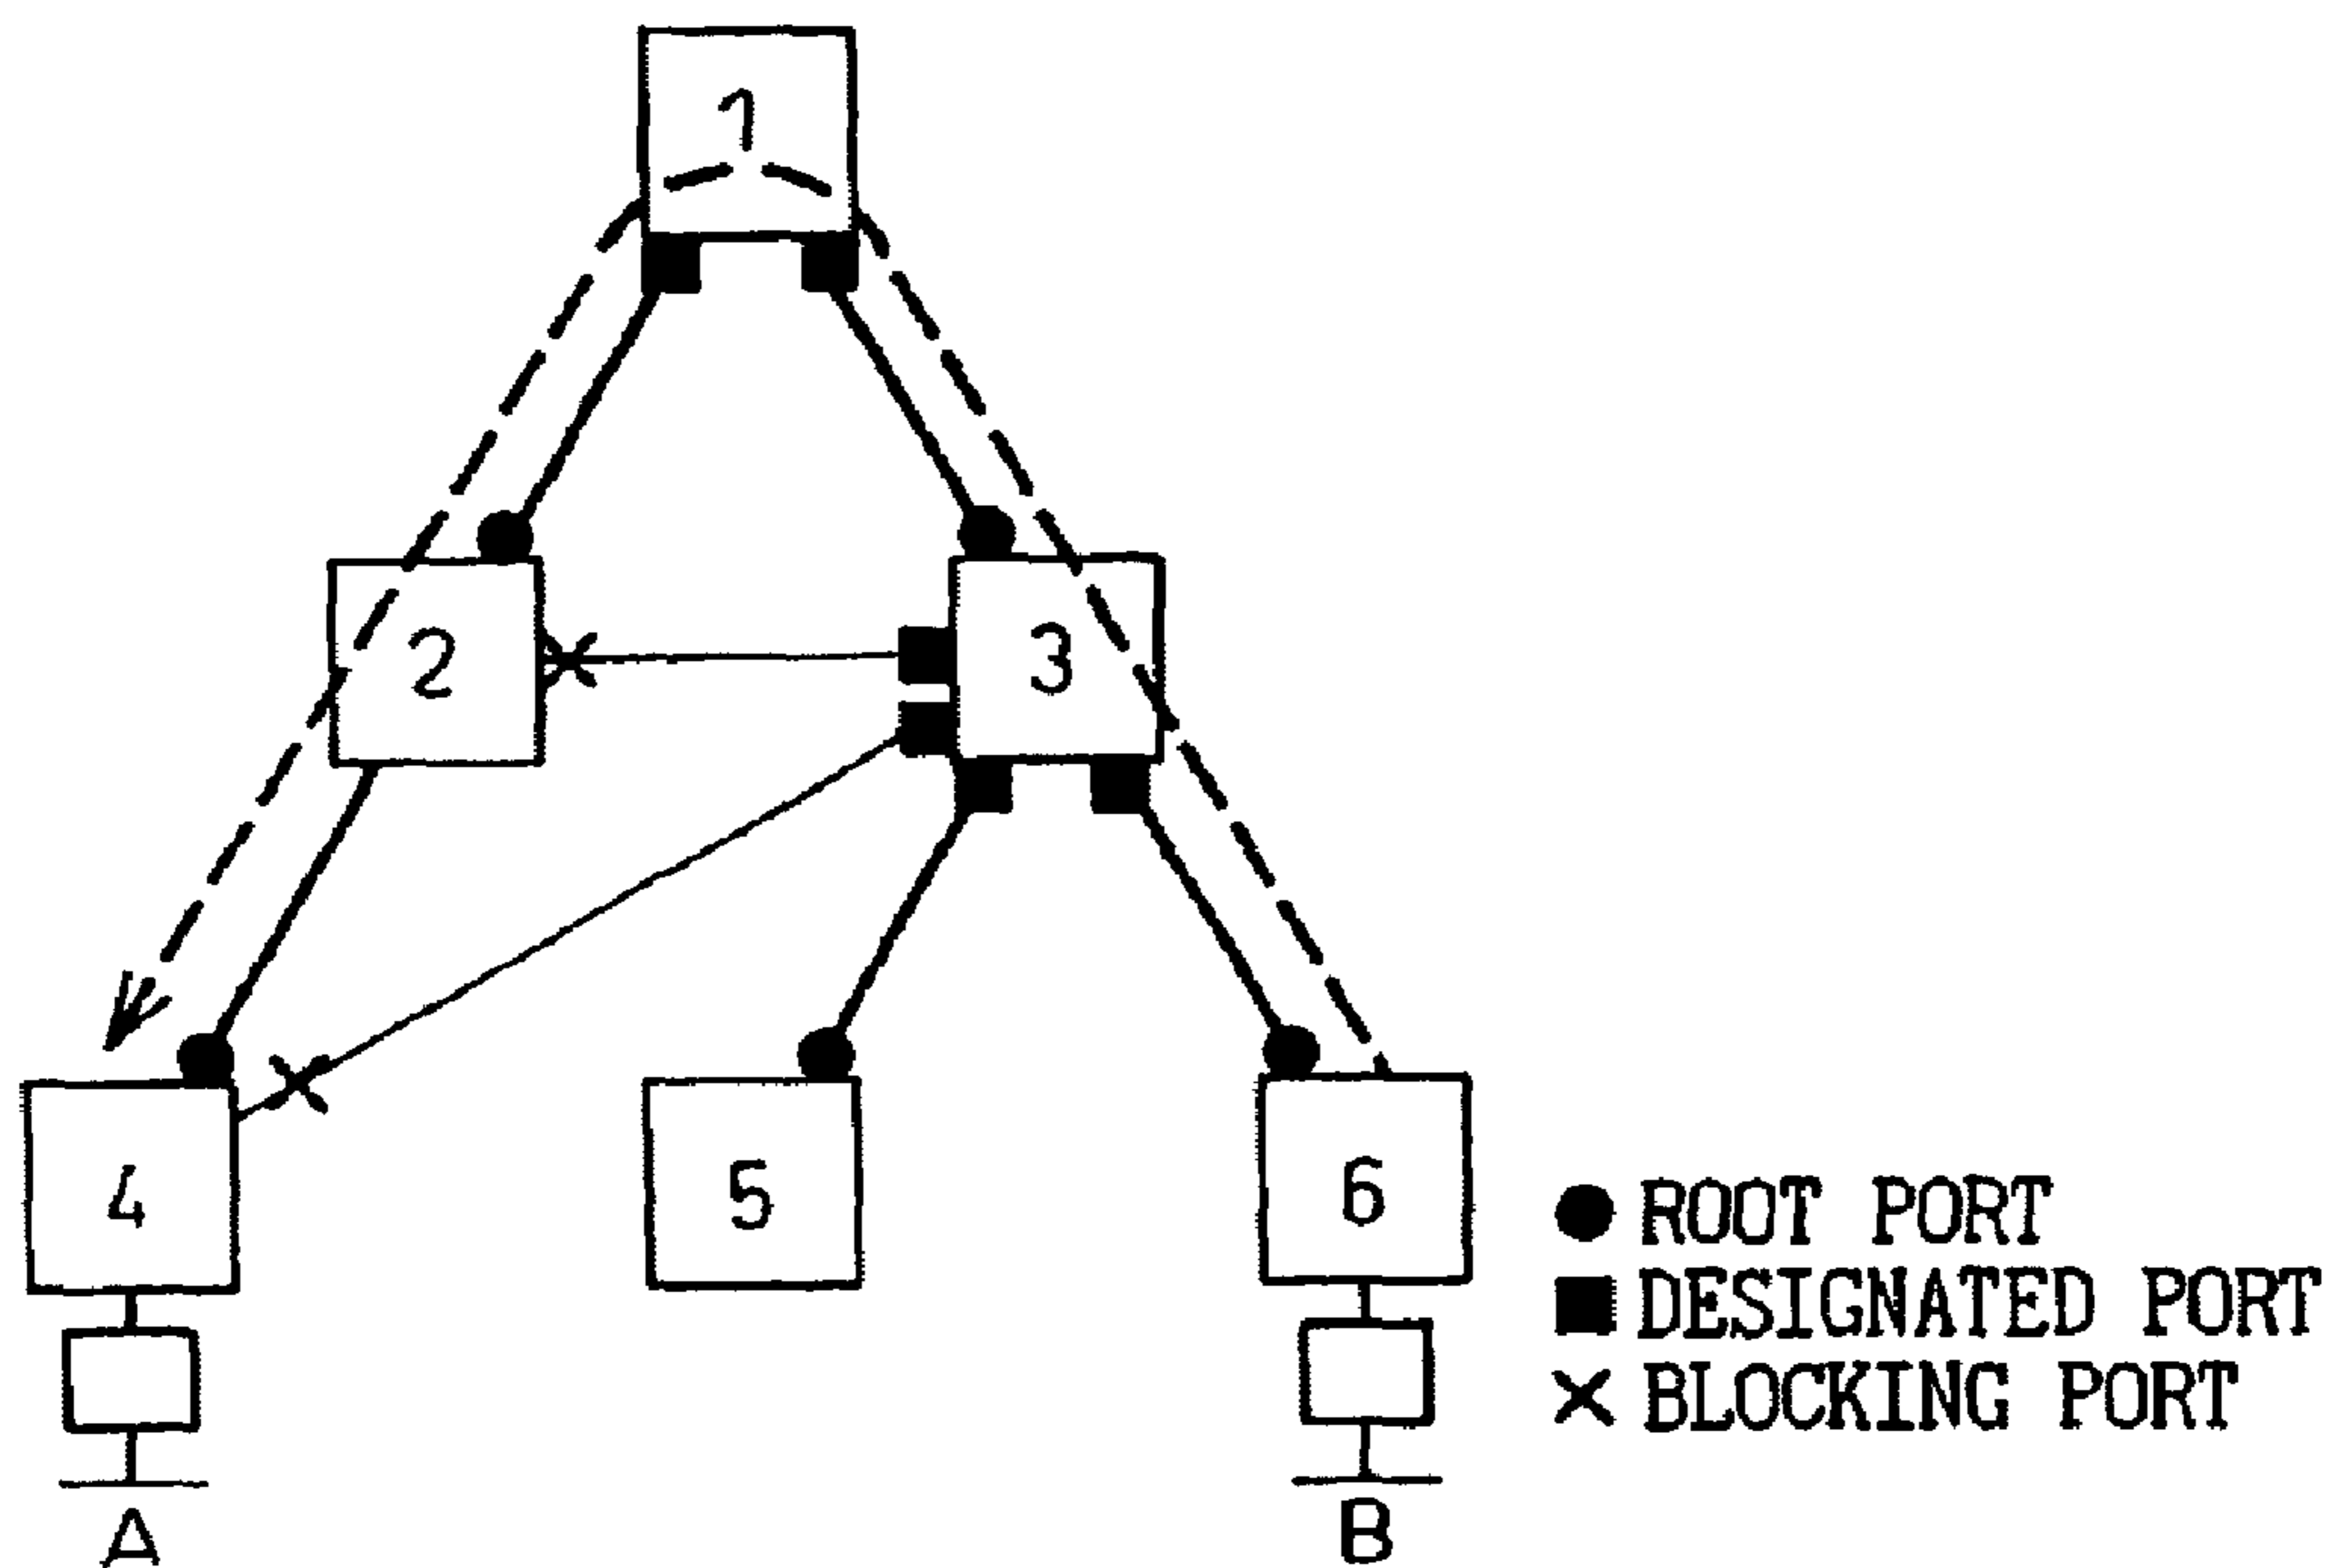 1
2
3
4
5
6
ROOT PORT
DESIGNATED PORT
BLOCKING PORT
A
B